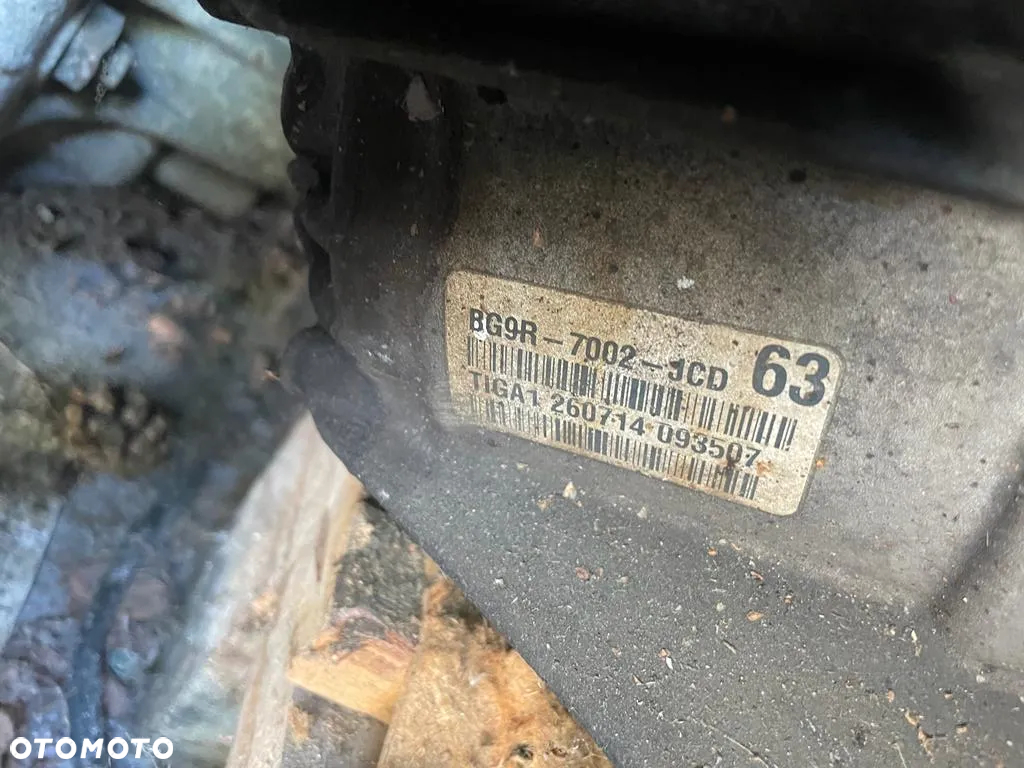 BG9R-7002-JCD 63
TIGA1 260714 093507
OTOMOTO